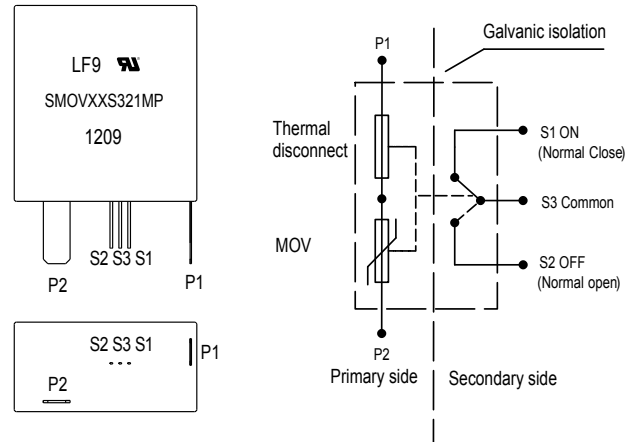 LF9
SMOVXXS321MP
1209
S2 S3 S1
P2
P1
S2 S3 S1
P1
P2
Galvanic isolation
P1
Thermal
disconnect
MOV
S1 ON
(Normal Close)
S3 Common
S2 OFF
(Normal open)
P2
Primary side
Secondary side